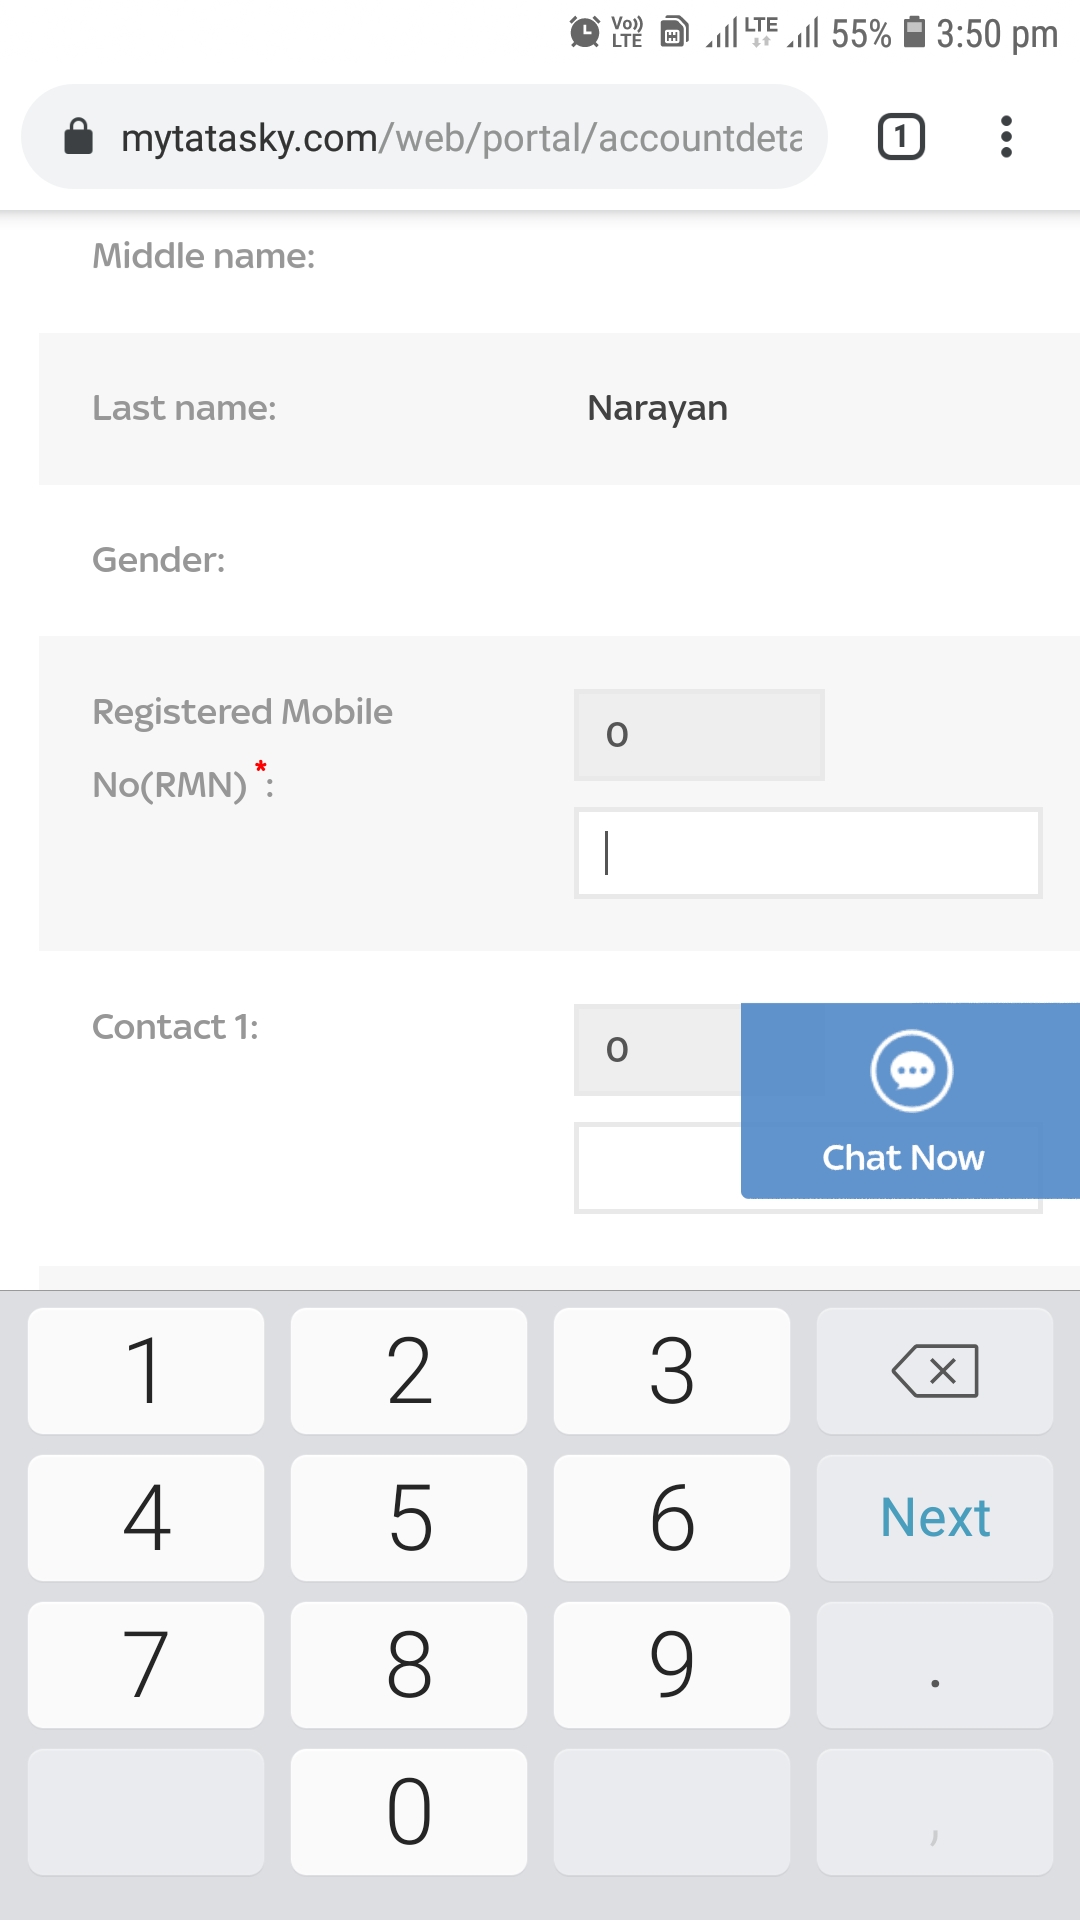 Vo)) LTE LTE 55% 3:50 pm
mytatasky.com/web/portal/accountdeta 1
Middle name:
Last name: Narayan
Gender:
Registered Mobile 0
No(RMN) *:
Contact 1: 0
Chat Now
1 2 3
4 5 6 Next
7 8 9 .
0 ,